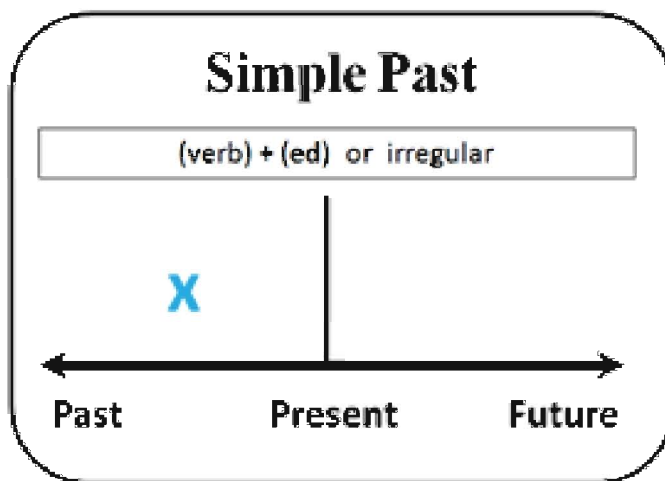 Simple Past
(verb) + (ed) or irregular
X
Past Present Future